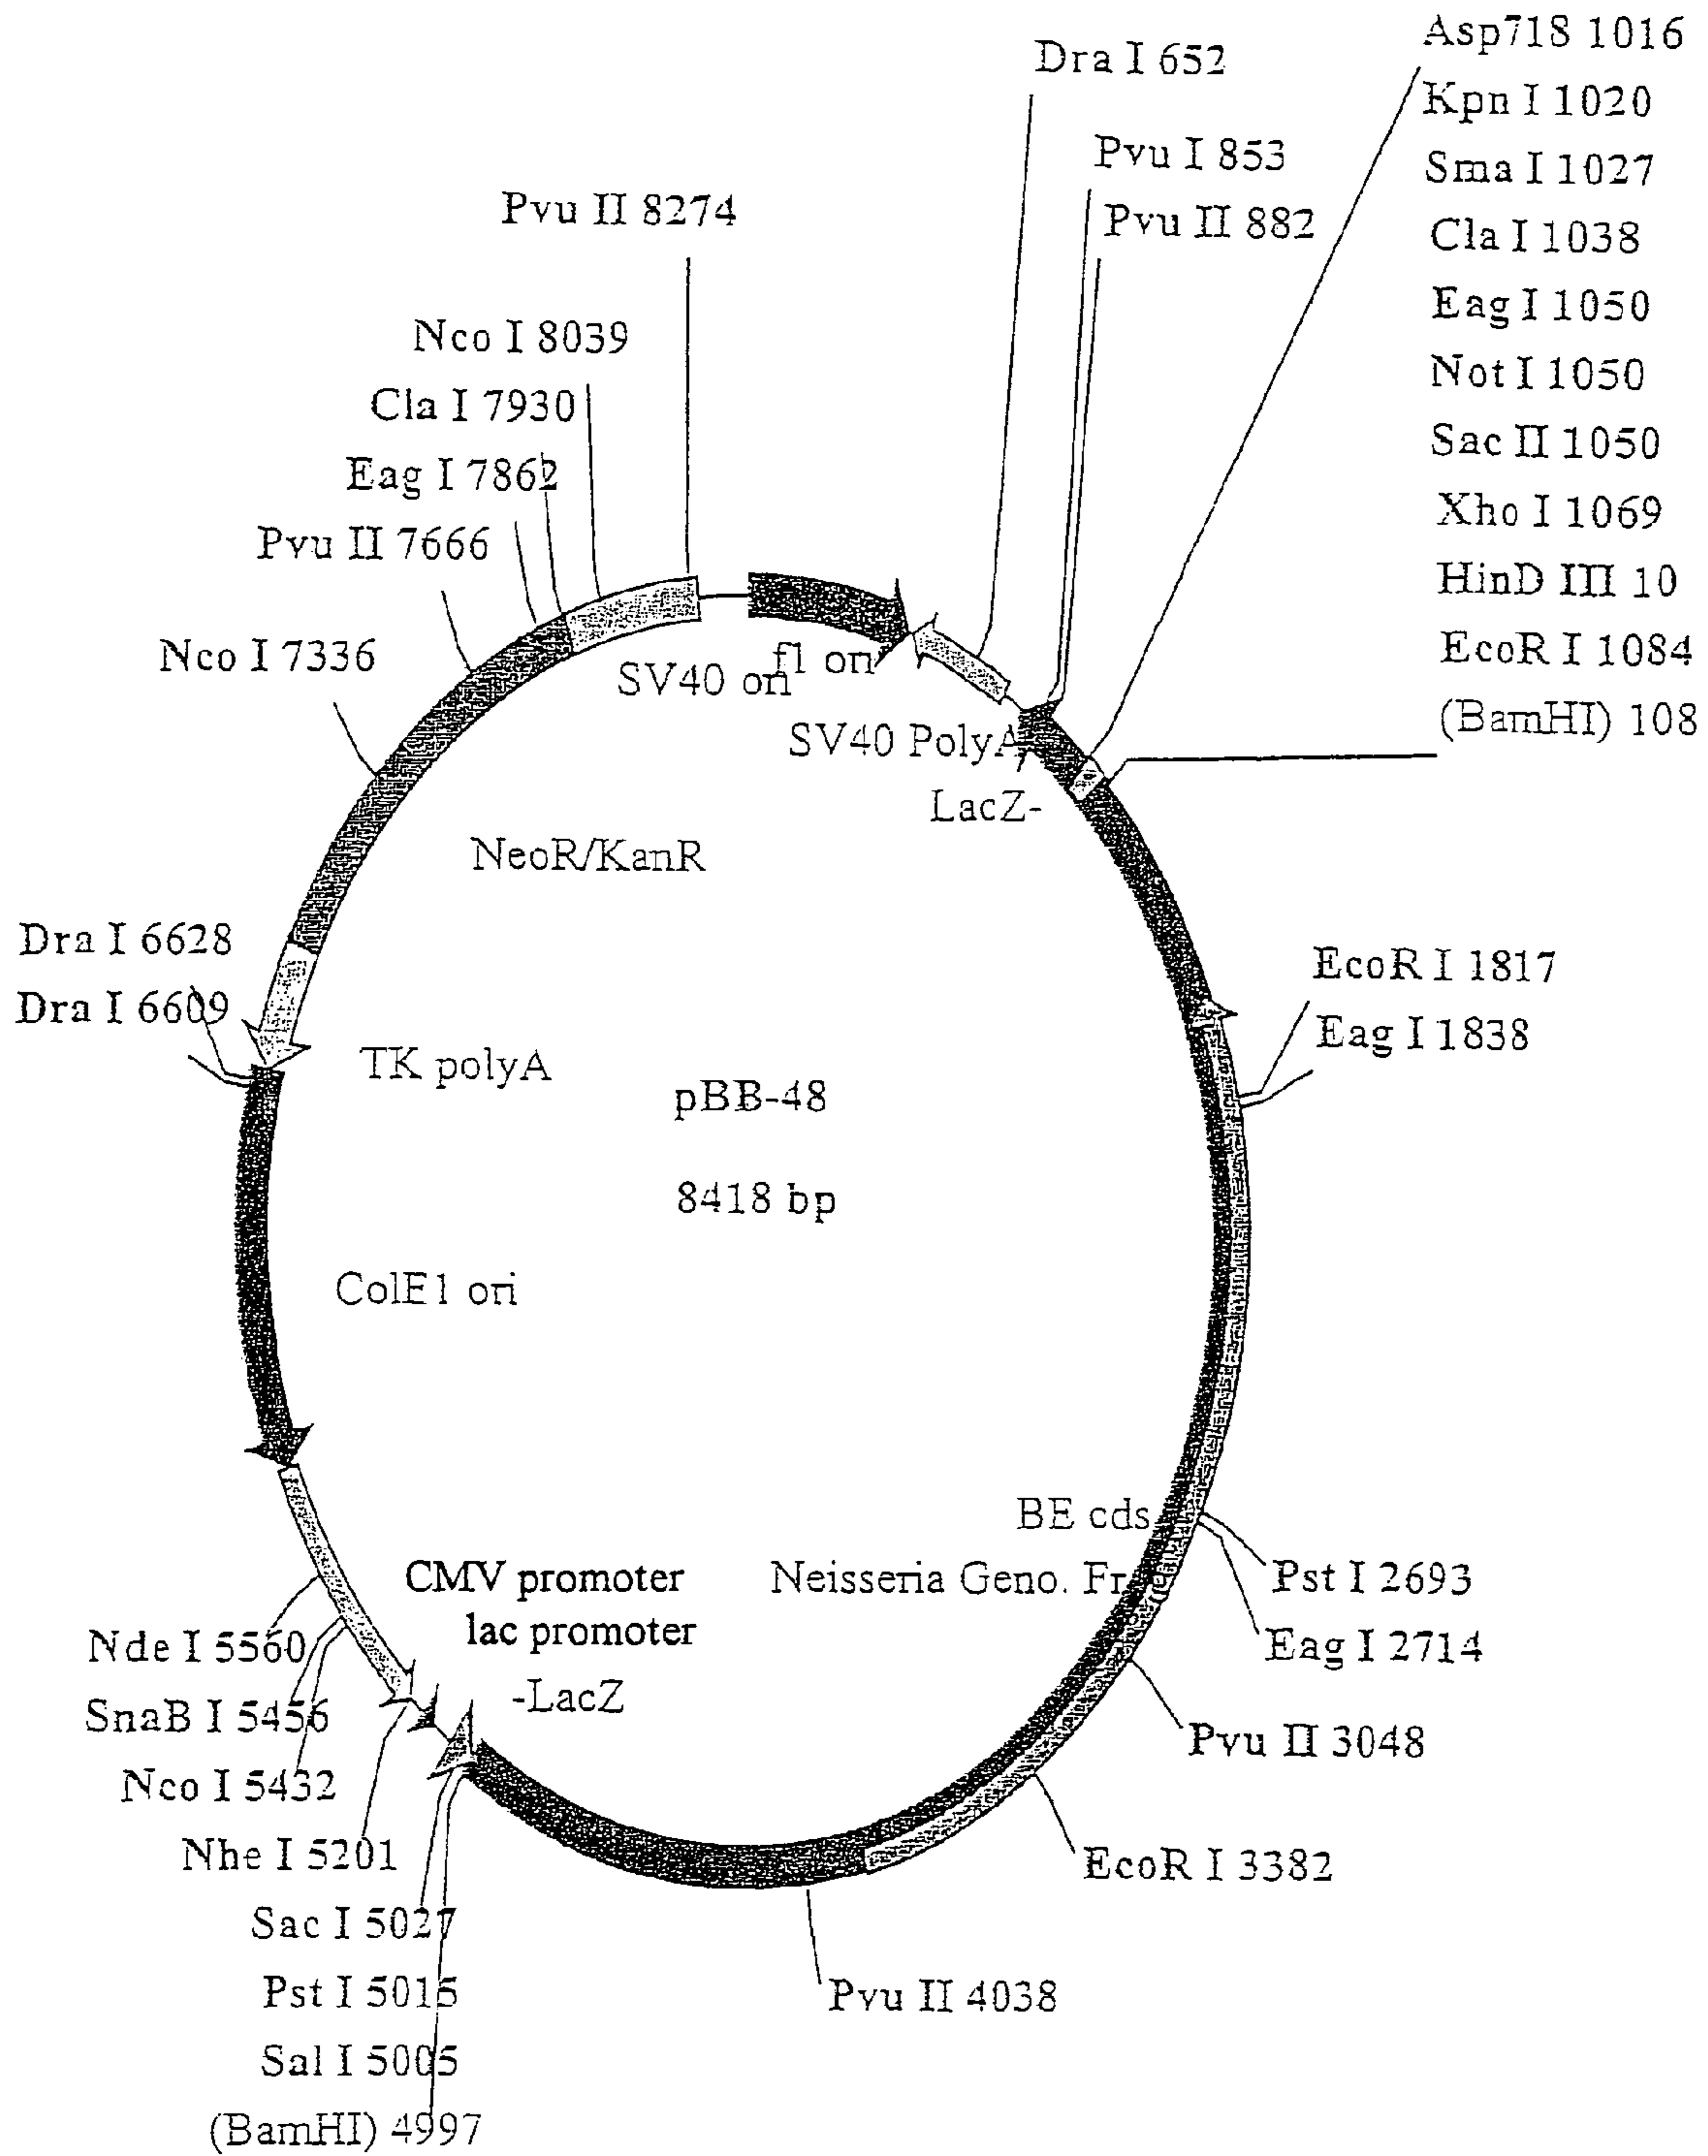 Asp718 1016
Kpn I 1020
Sma I 1027
Cla I 1038
Eag I 1050
Not I 1050
Sac II 1050
Xho I 1069
HinD III 10
EcoR I 1084
(BamHI) 108
Dra I 652
Pvu I 853
Pvu II 882
Pvu II 8274
Nco I 8039
Cla I 7930
Eag I 7862
Pvu II 7666
Nco I 7336
f1 ori
SV40 ori
SV40 PolyA
LacZ-
NeoR/KanR
Dra I 6628
Dra I 6609
EcoR I 1817
Eag I 1838
TK polyA
pBB-48
8418 bp
ColE1 ori
BE cds
Neisseria Geno. Fr
CMV promoter
lac promoter
-LacZ
Pst I 2693
Eag I 2714
Pvu II 3048
EcoR I 3382
Pvu II 4038
Nde I 5560
SnaB I 5456
Nco I 5432
Nhe I 5201
Sac I 5027
Pst I 5015
Sal I 5005
(BamHI) 4997